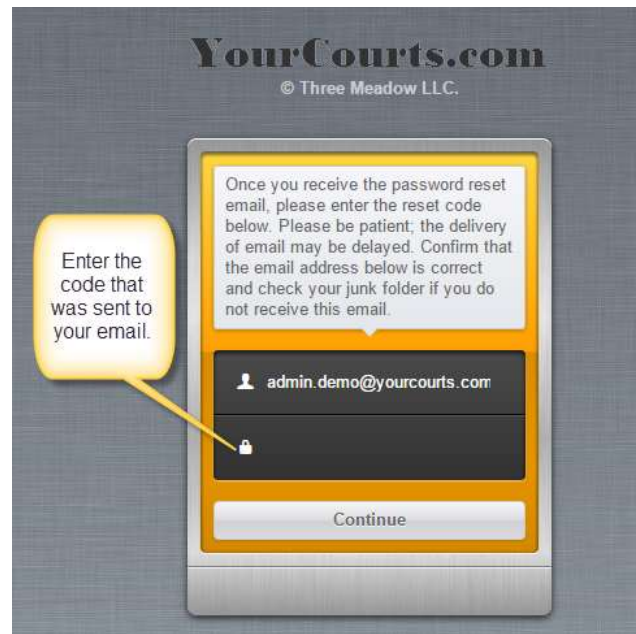 YourCourts.com
© Three Meadow LLC.
Once you receive the password reset
email, please enter the reset code
below. Please be patient; the delivery
of email may be delayed. Confirm that
the email address below is correct
and check your junk folder if you do
not receive this email.
Enter the
code that
was sent to
your email.
admin.demo@yourcourts.com
Continue